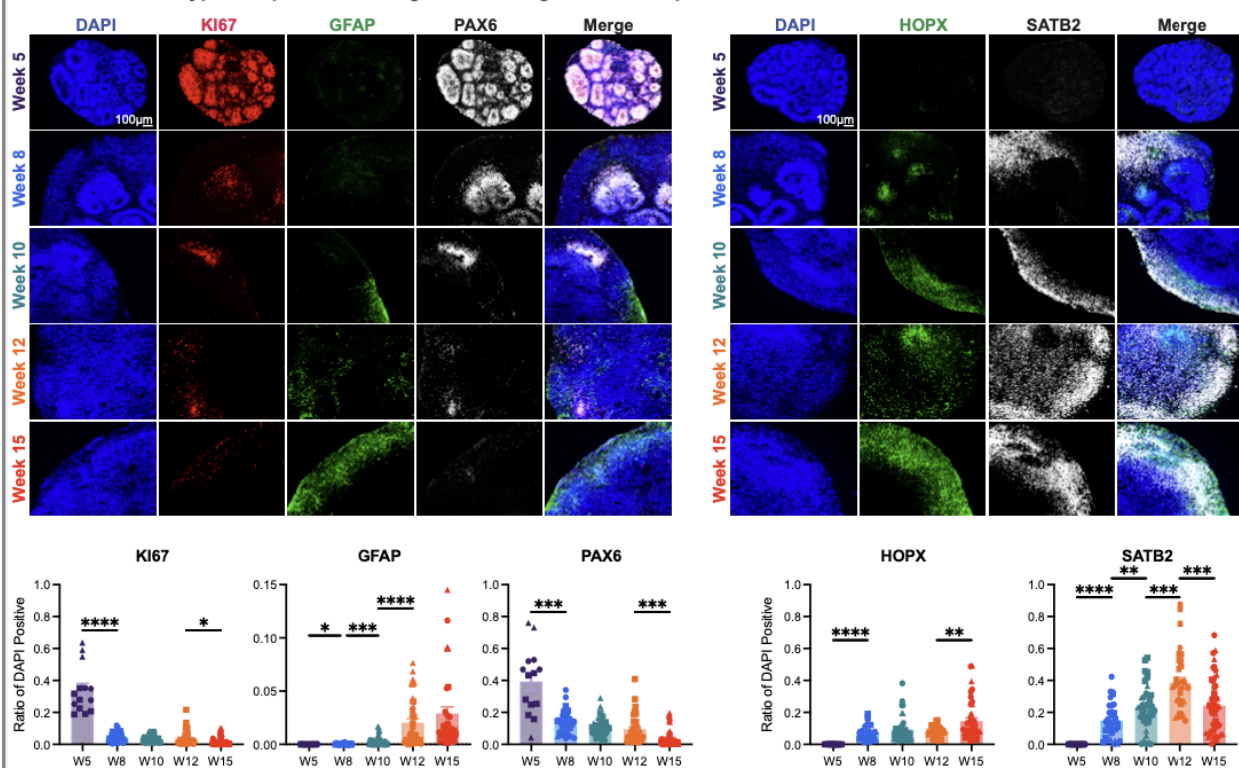 DAPI KI67 GFAP PAX6 Merge DAPI HOPX SATB2 Merge
Week 5 100µm Week 5 100µm
Week 8 Week 8
Week 10 Week 10
Week 12 Week 12
Week 15 Week 15
KI67 GFAP PAX6 HOPX SATB2
Ratio of DAPI Positive
1.0
0.8
0.6
0.4
0.2
0.0
**** *
W5 W8 W10 W12 W15
0.15
0.10
0.05
0.00
* *** ****
W5 W8 W10 W12 W15
1.0
0.8
0.6
0.4
0.2
0.0
*** ***
W5 W8 W10 W12 W15
Ratio of DAPI Positive
1.0
0.8
0.6
0.4
0.2
0.0
**** **
W5 W8 W10 W12 W15
1.0
0.8
0.6
0.4
0.2
0.0
**** ** *** ***
W5 W8 W10 W12 W15